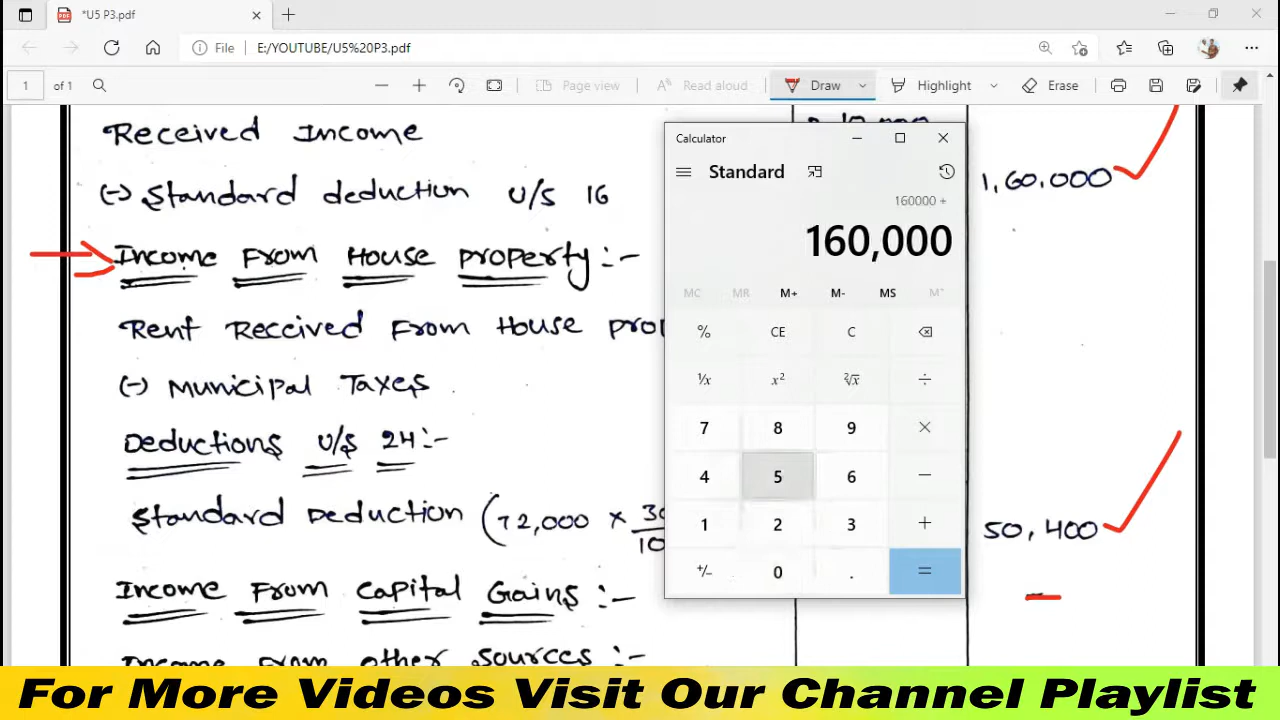 *U5 P3.pdf
File E:/YOUTUBE/U5%20P3.pdf
1 of 1 Page view Read aloud Draw Highlight Erase
Received Income
(-) Standard deduction U/S 16
1,60,000
Income From House property :-
Rent Received From House
(-) Municipal Taxes
Deductions U/S 24 :-
Standard Deduction (72,000 ×
50,400
Income From Capital Gains :-
Income From other sources :-
Calculator
Standard
160000 +
160,000
MC MR M+ M- MS M˅
% CE C ⌫
¹/x x² ²√x ÷
7 8 9 ×
4 5 6 −
1 2 3 +
+/- 0 . =
For More Videos Visit Our Channel Playlist